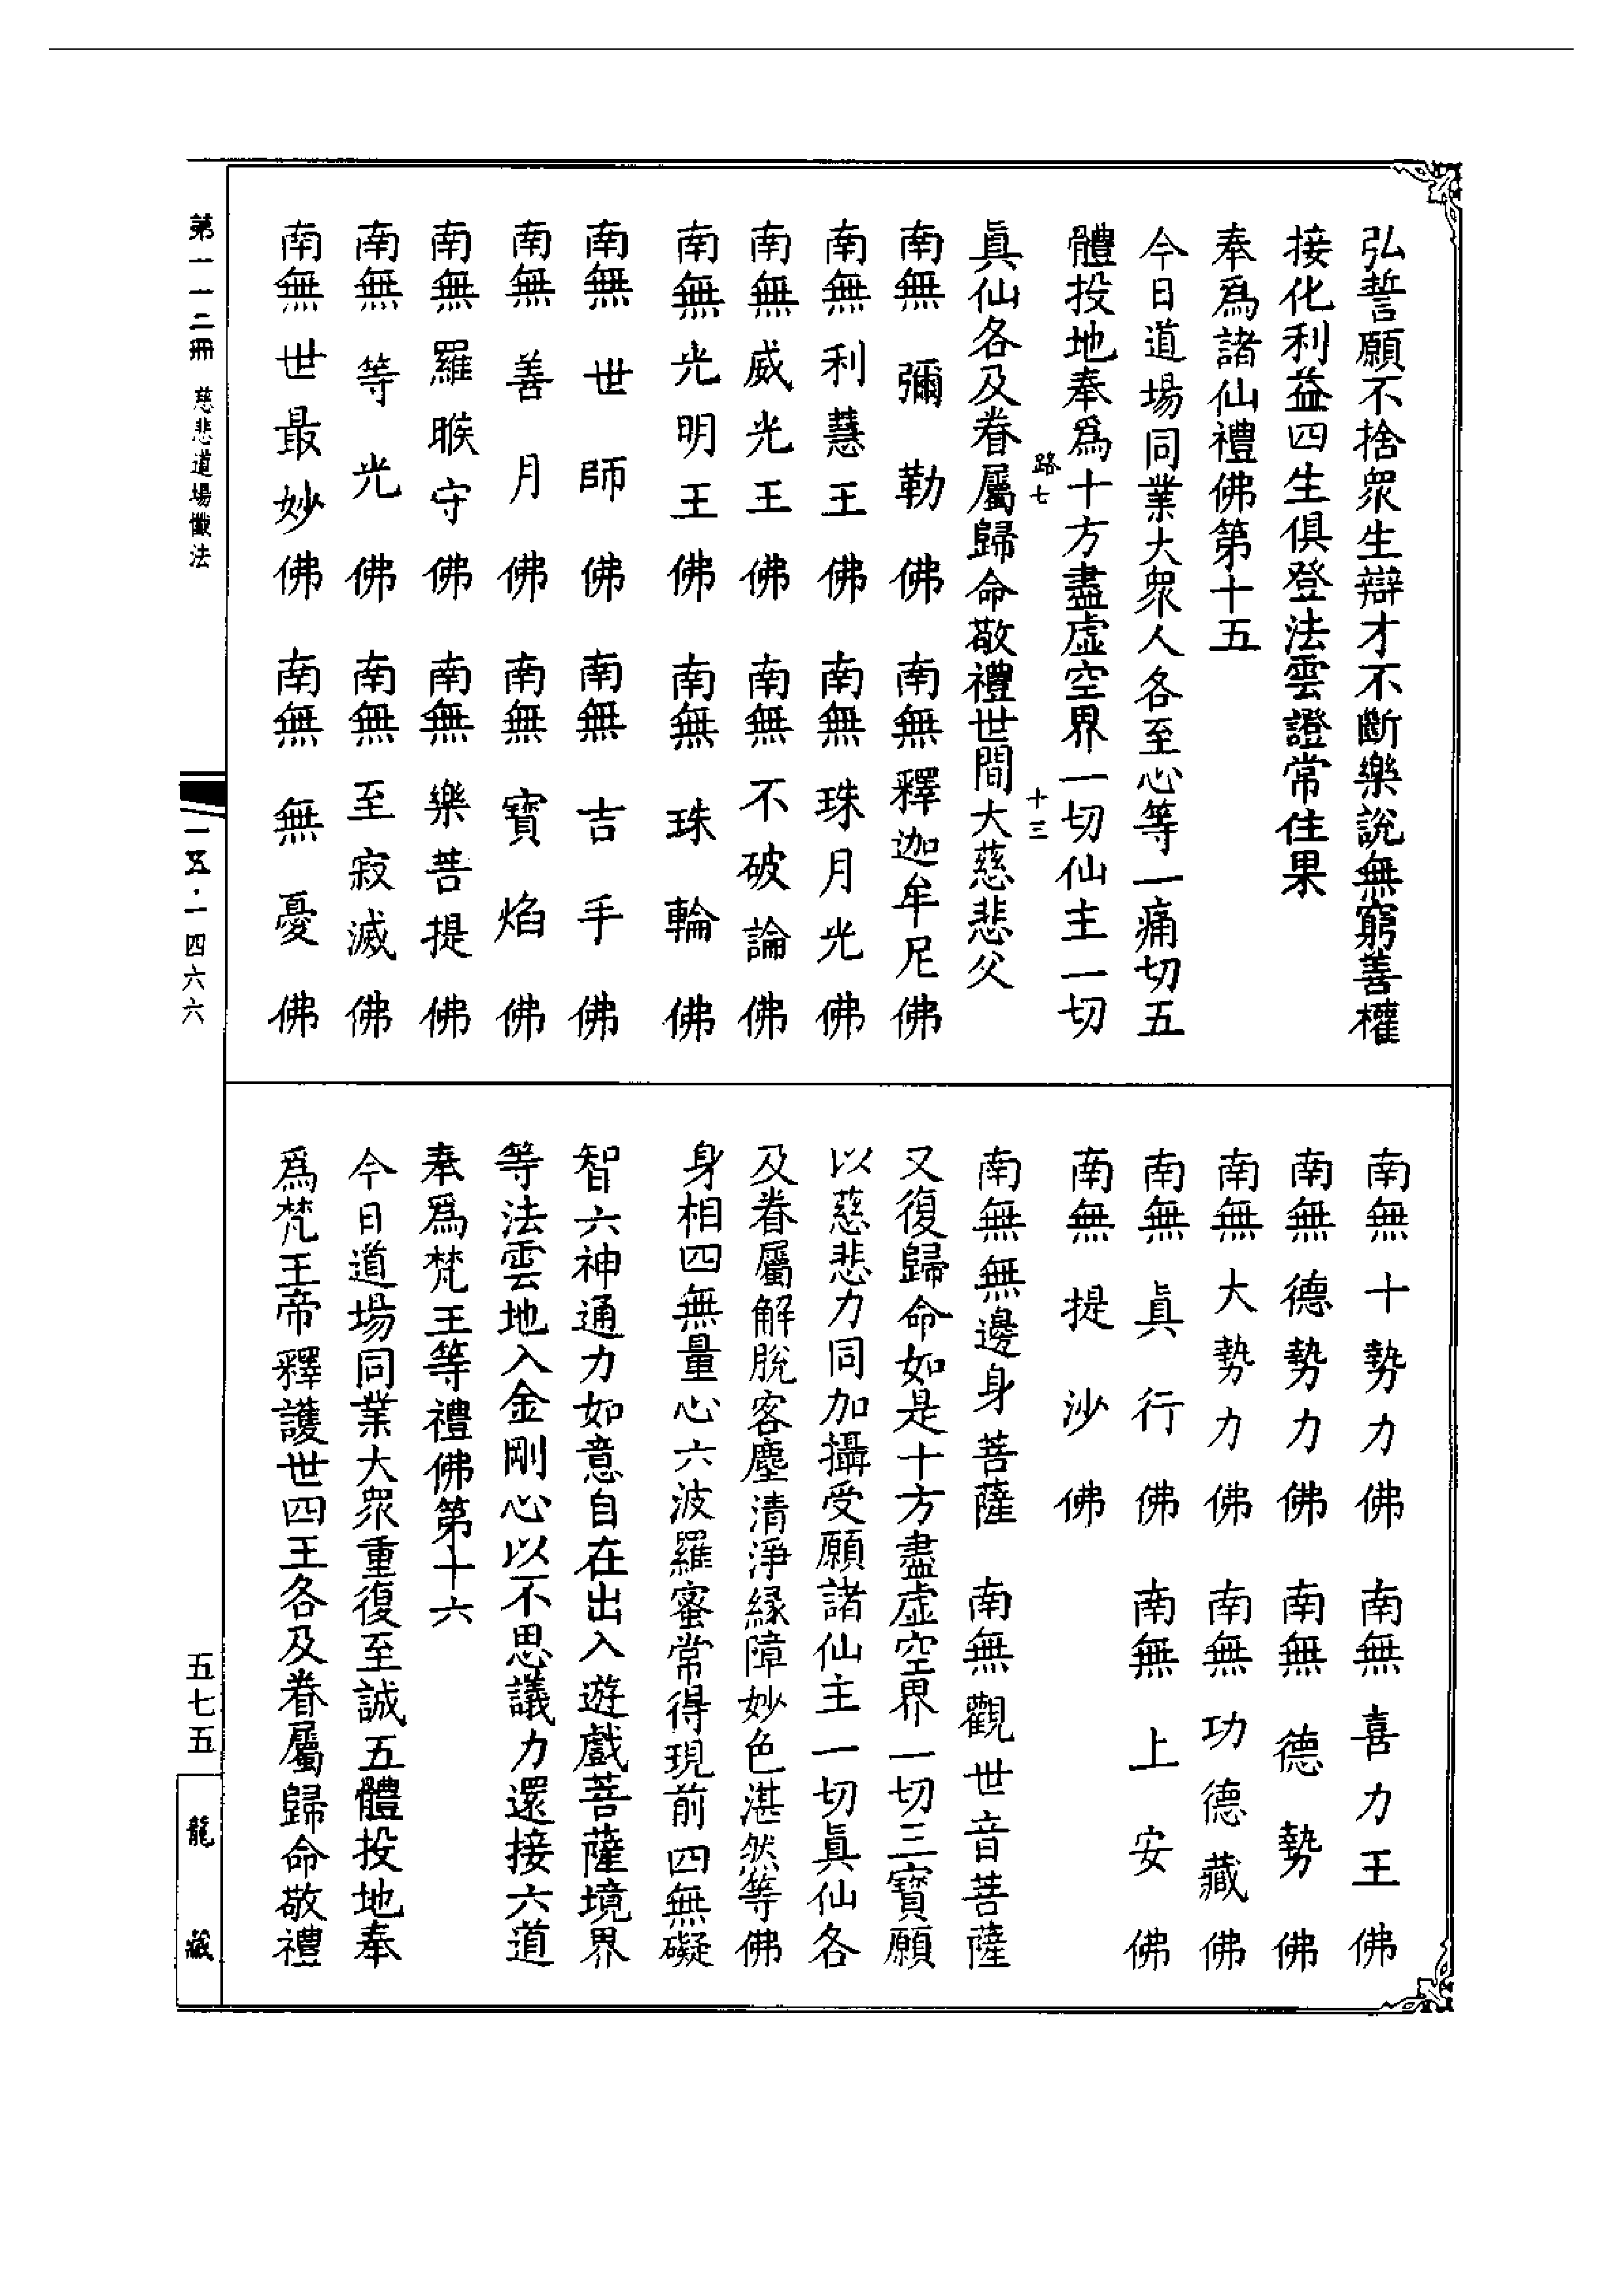 弘誓願不捨衆生辯才不斷樂說無窮善權
接化利益四生俱登法雲證常住果
奉爲諸仙禮佛第十五
今日道場同業大衆人各至心等一痛切五
體投地奉爲十方盡虛空界一切仙主一切
路七 十三
眞仙各及眷屬歸命敬禮世間大慈悲父
南無彌勒佛 南無釋迦牟尼佛
南無利慧王佛 南無珠月光佛
南無威光王佛 南無不破論佛
南無光明王佛 南無珠輪佛
南無世師佛 南無吉手佛
南無善月佛 南無寶焰佛
南無羅睺守佛 南無樂菩提佛
南無等光佛 南無至寂滅佛
南無世最妙佛 南無無憂佛
南無十勢力佛 南無喜力王佛
南無德勢力佛 南無德勢佛
南無大勢力佛 南無功德藏佛
南無眞行佛 南無上安佛
南無提沙佛
南無無邊身菩薩 南無觀世音菩薩
又復歸命如是十方盡虛空界一切三寶願
以慈悲力同加攝受願諸仙主一切眞仙各
及眷屬解脫客塵清淨緣障妙色湛然等佛
身相四無量心六波羅蜜常得現前四無礙
智六神通力如意自在出入遊戲菩薩境界
等法雲地入金剛心以不思議力還接六道
奉爲梵王等禮佛第十六
今日道場同業大衆重復至誠五體投地奉
爲梵王帝釋護世四王各及眷屬歸命敬禮
第一一二冊 慈悲道場懺法
一五·一四六六
五七五
龍藏